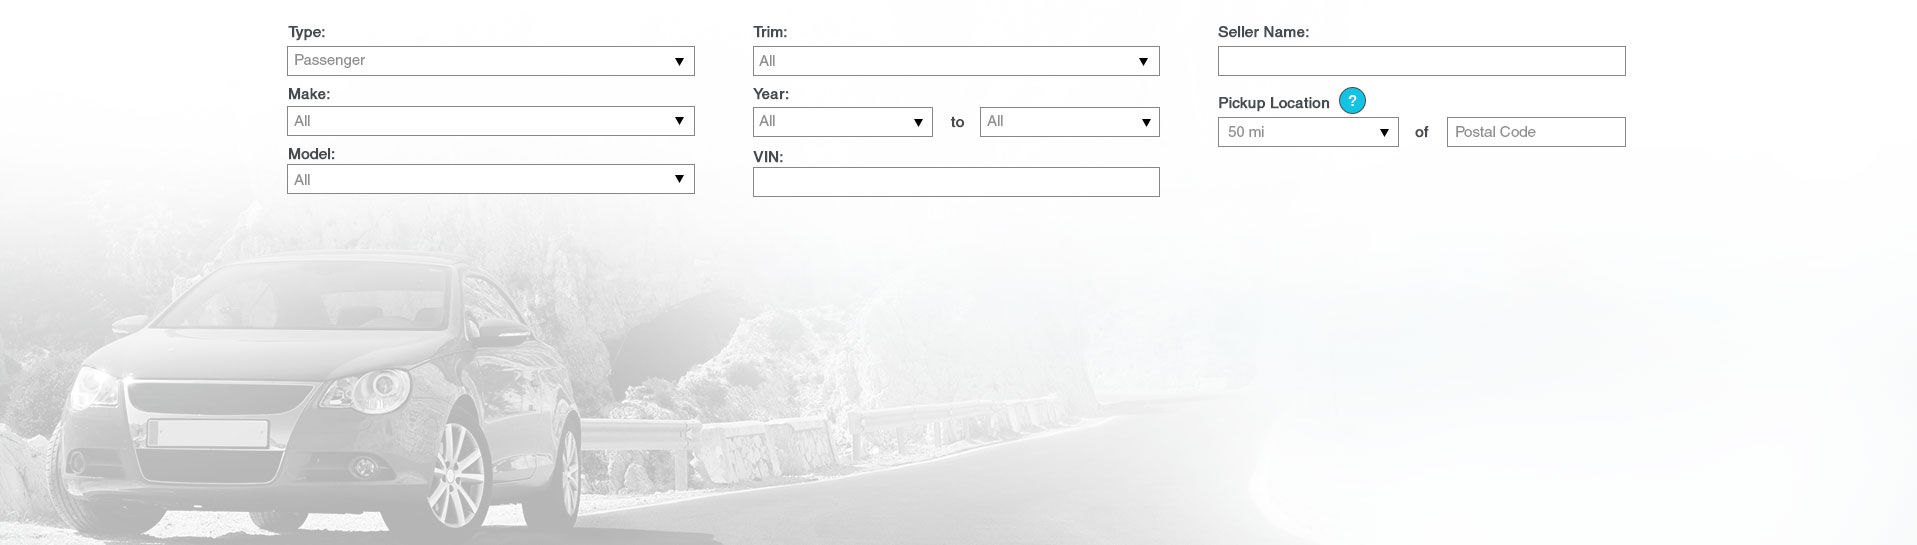 Type:
Passenger
Make:
All
Model:
All
Trim:
All
Year:
All to All
VIN:
Seller Name:
Pickup Location ?
50 mi of Postal Code